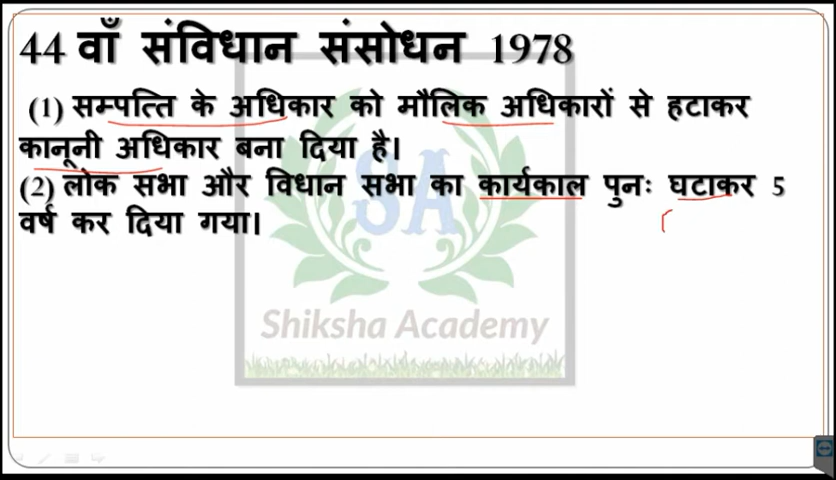 44 वाँ संविधान संसोधन 1978
(1) सम्पत्ति के अधिकार को मौलिक अधिकारों से हटाकर
कानूनी अधिकार बना दिया है।
(2) लोक सभा और विधान सभा का कार्यकाल पुनः घटाकर 5
वर्ष कर दिया गया।
SA
Shiksha Academy